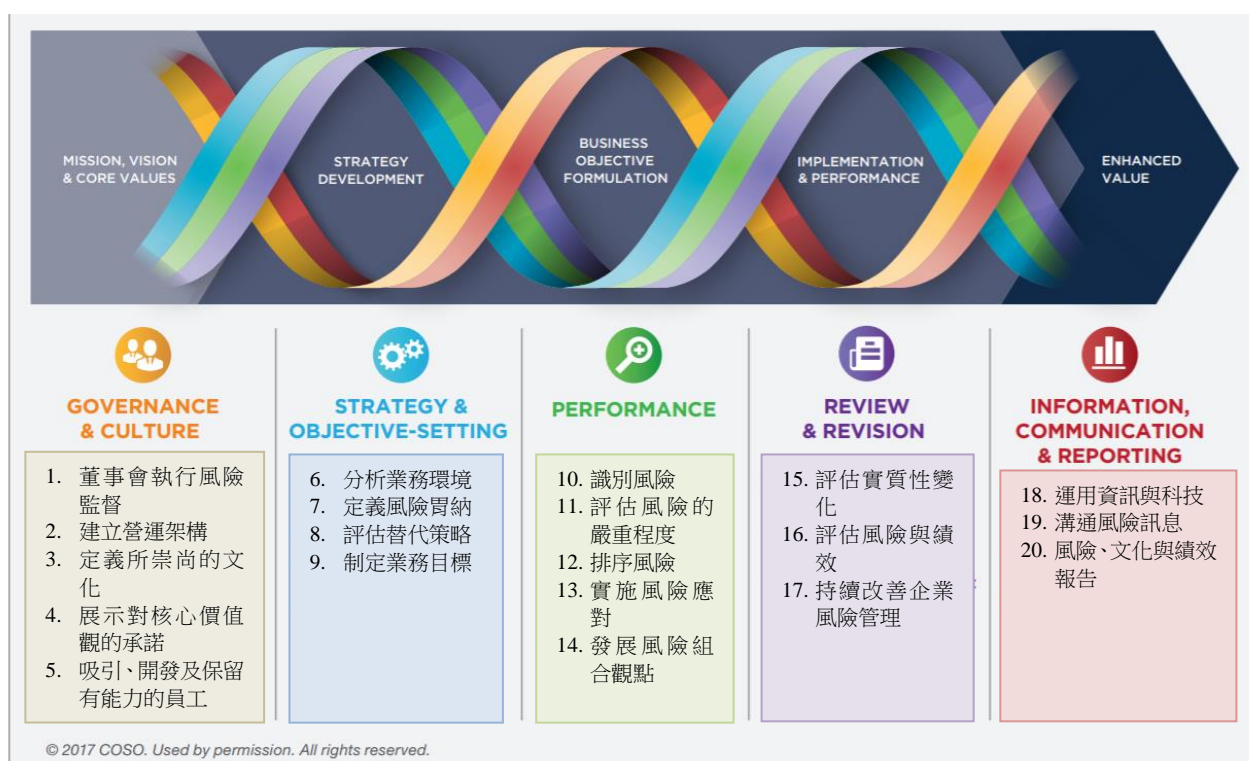 MISSION, VISION
& CORE VALUES
STRATEGY
DEVELOPMENT
BUSINESS
OBJECTIVE
FORMULATION
IMPLEMENTATION
& PERFORMANCE
ENHANCED
VALUE
GOVERNANCE
& CULTURE
1. 董事會執行風險
監督
2. 建立營運架構
3. 定義所崇尚的文
化
4. 展示對核心價值
觀的承諾
5. 吸引、開發及保留
有能力的員工
STRATEGY &
OBJECTIVE-SETTING
6. 分析業務環境
7. 定義風險胃納
8. 評估替代策略
9. 制定業務目標
PERFORMANCE
10. 識別風險
11. 評估風險的
嚴重程度
12. 排序風險
13. 實施風險應
對
14. 發展風險組
合觀點
REVIEW
& REVISION
15. 評估實質性變
化
16. 評估風險與績
效
17. 持續改善企業
風險管理
INFORMATION,
COMMUNICATION
& REPORTING
18. 運用資訊與科技
19. 溝通風險訊息
20. 風險、文化與績效
報告
© 2017 COSO. Used by permission. All rights reserved.